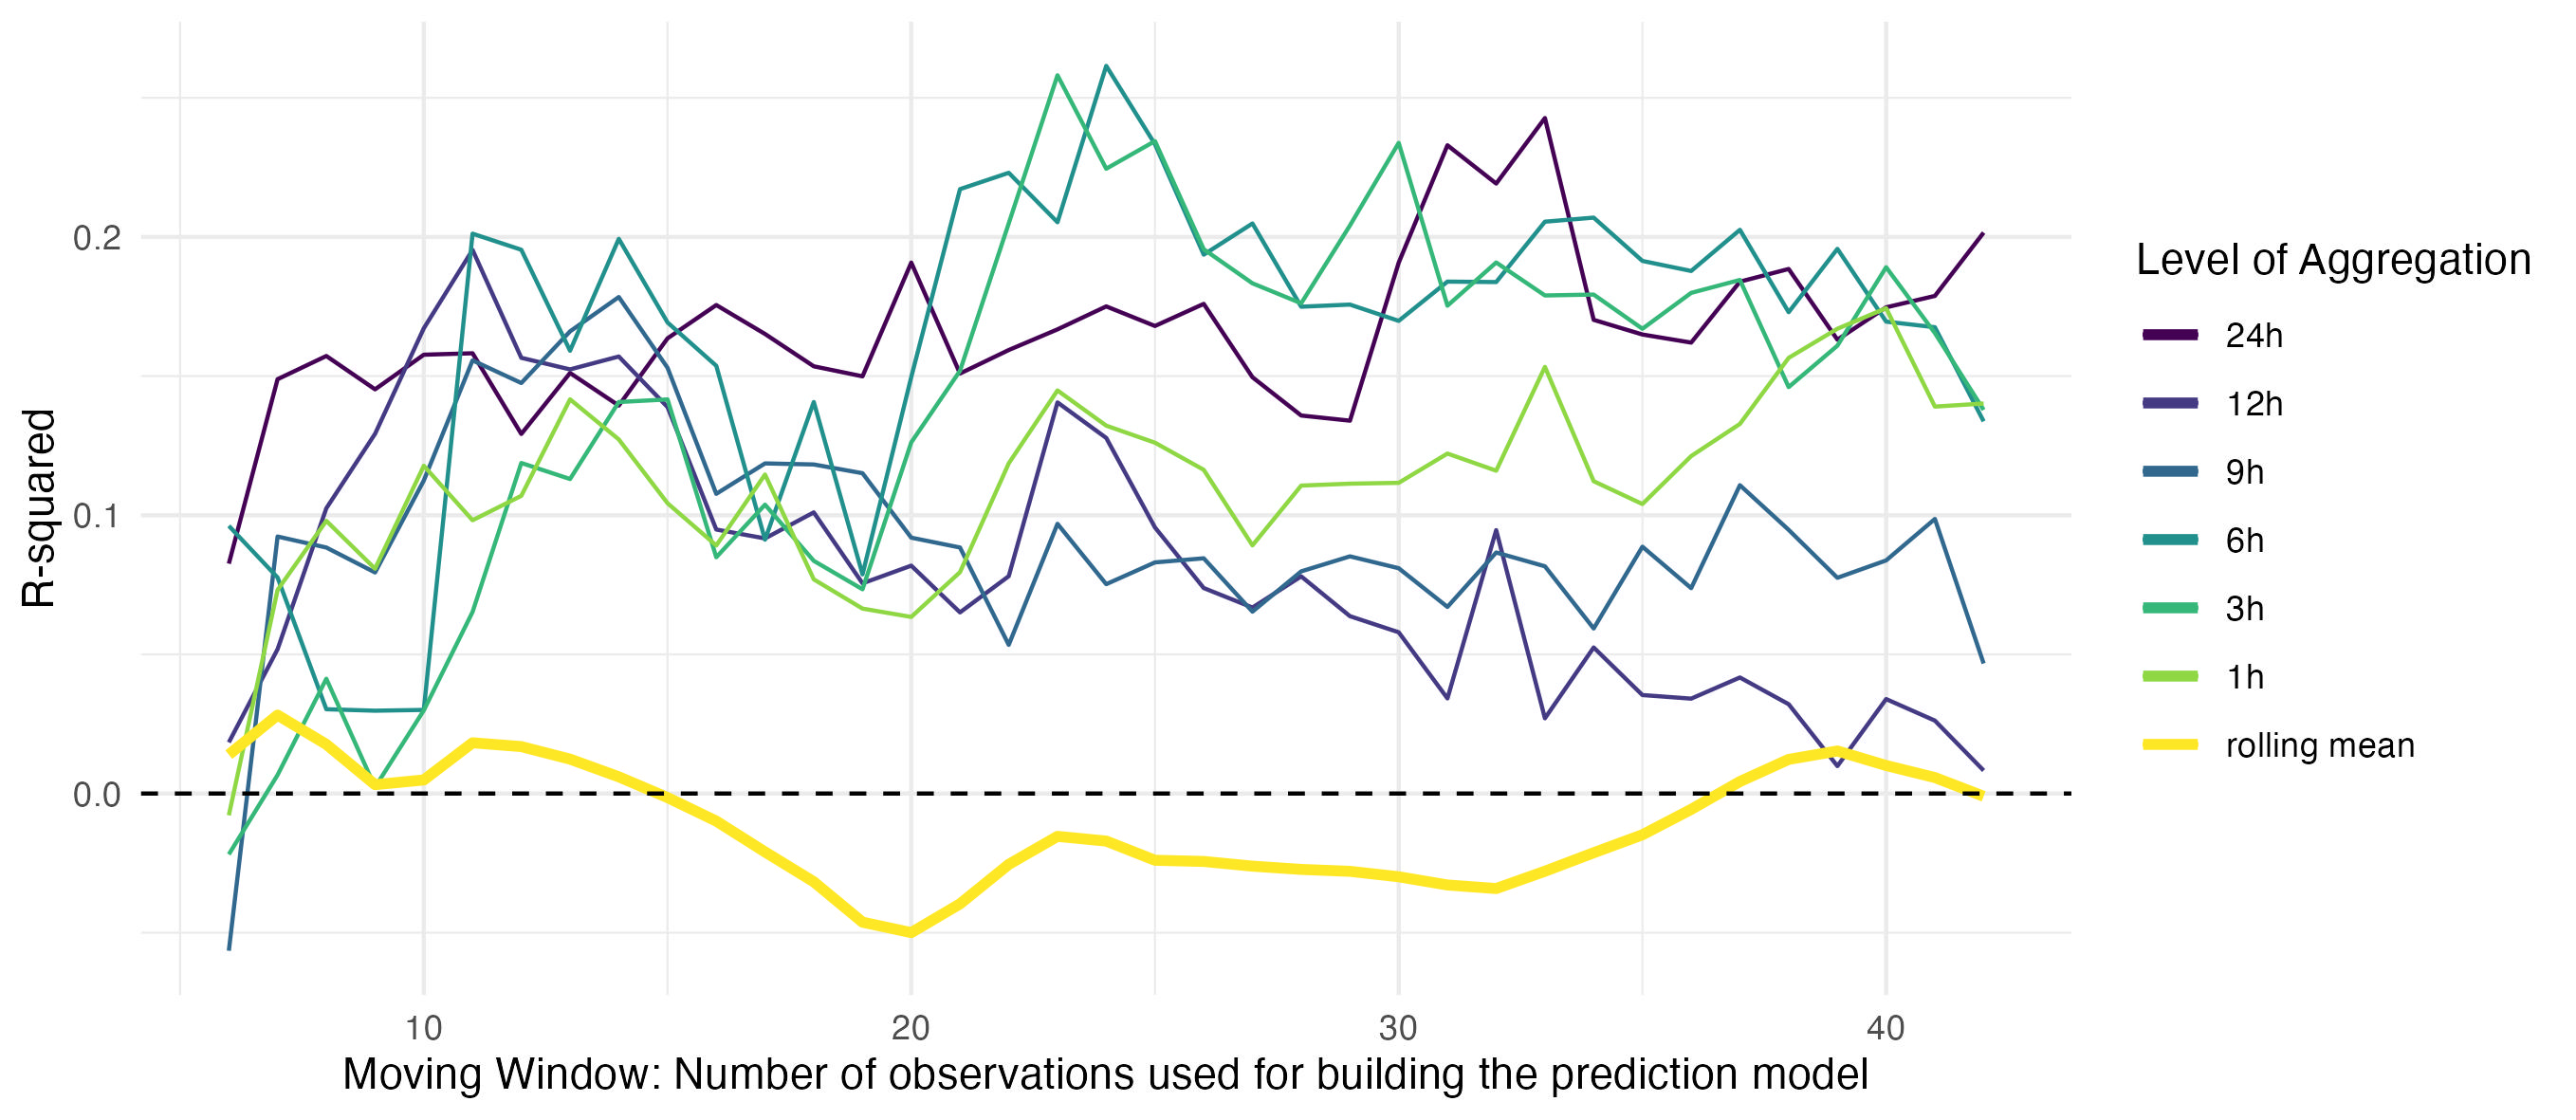 R-squared
0.2
0.1
0.0
10
20
30
40
Moving Window: Number of observations used for building the prediction model
Level of Aggregation
24h
12h
9h
6h
3h
1h
rolling mean